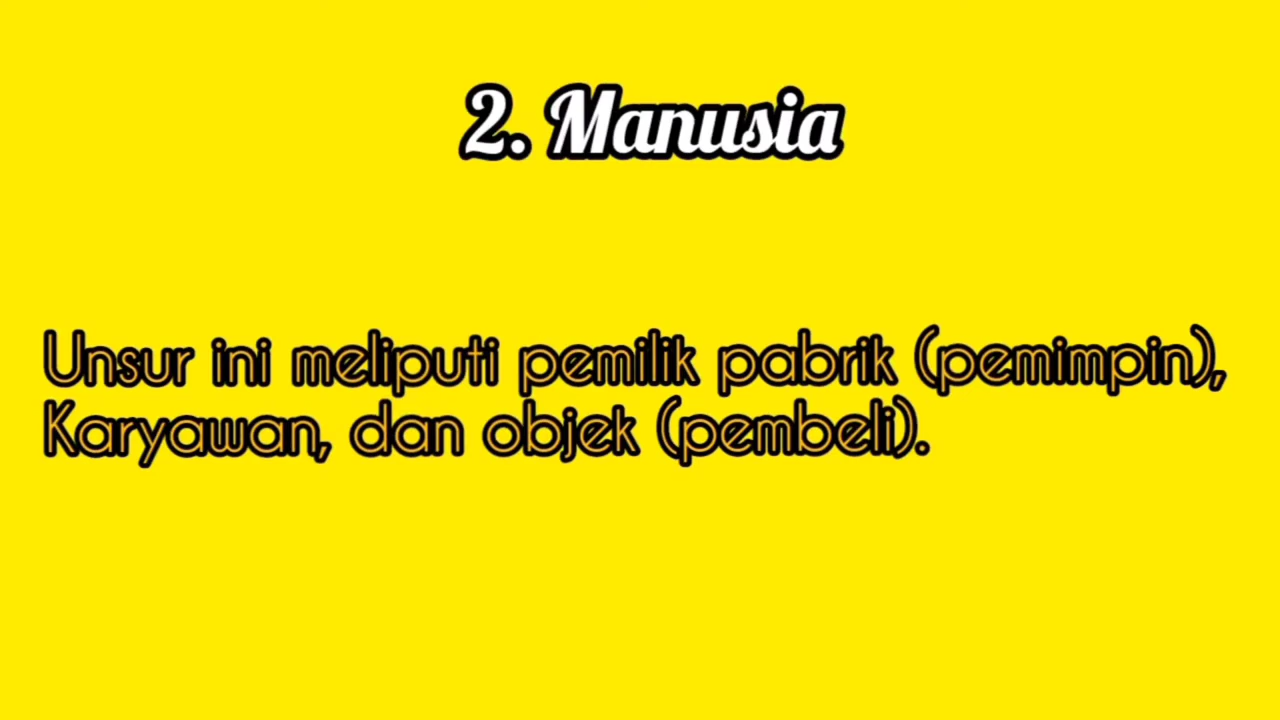 2. Manusia
Unsur ini meliputi pemilik pabrik (pemimpin),
Karyawan, dan objek (pembeli).